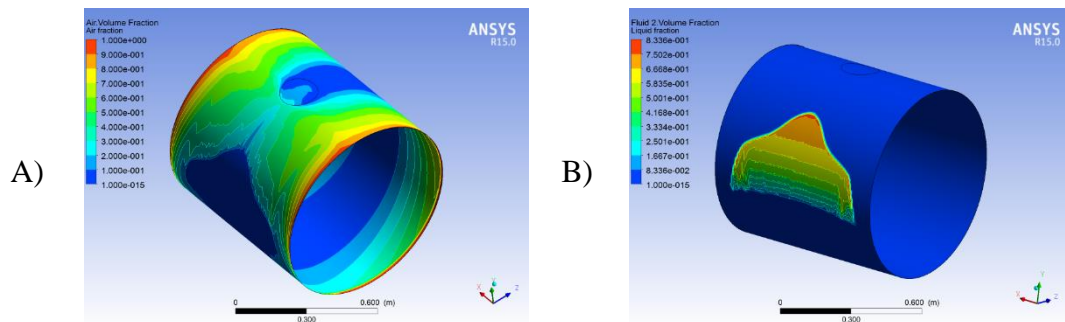 A)
Air.Volume Fraction
Air fraction
1.000e+000
9.000e-001
8.000e-001
7.000e-001
6.000e-001
5.000e-001
4.000e-001
3.000e-001
2.000e-001
1.000e-001
1.000e-015
ANSYS
R15.0
0
0.600 (m)
0.300
X
Y
Z
B)
Fluid 2.Volume Fraction
Liquid fraction
8.336e-001
7.502e-001
6.668e-001
5.835e-001
5.001e-001
4.168e-001
3.334e-001
2.501e-001
1.667e-001
8.336e-002
1.000e-015
ANSYS
R15.0
0
0.600 (m)
0.300
Y
X
Z